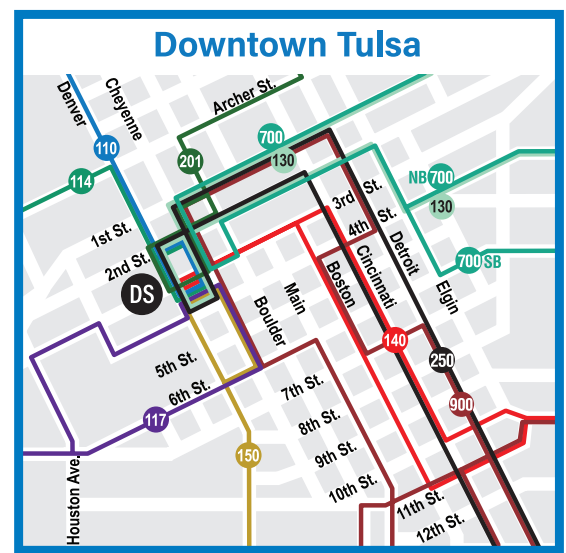 Downtown Tulsa
Denver
Cheyenne
Archer St.
110
201
700
130
114
NB 700
130
3rd St.
4th St.
1st St.
2nd St.
DS
700 SB
Boulder
Main
Boston
Cincinnati
Detroit
Elgin
140
250
900
5th St.
6th St.
117
7th St.
8th St.
9th St.
10th St.
150
Houston Ave.
11th St.
12th St.